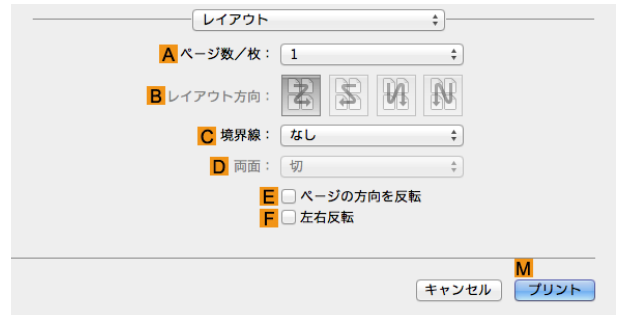 レイアウト
A ページ数／枚： 1
B レイアウト方向：
C 境界線： なし
D 両面： 切
E ページの方向を反転
F 左右反転
M
キャンセル プリント